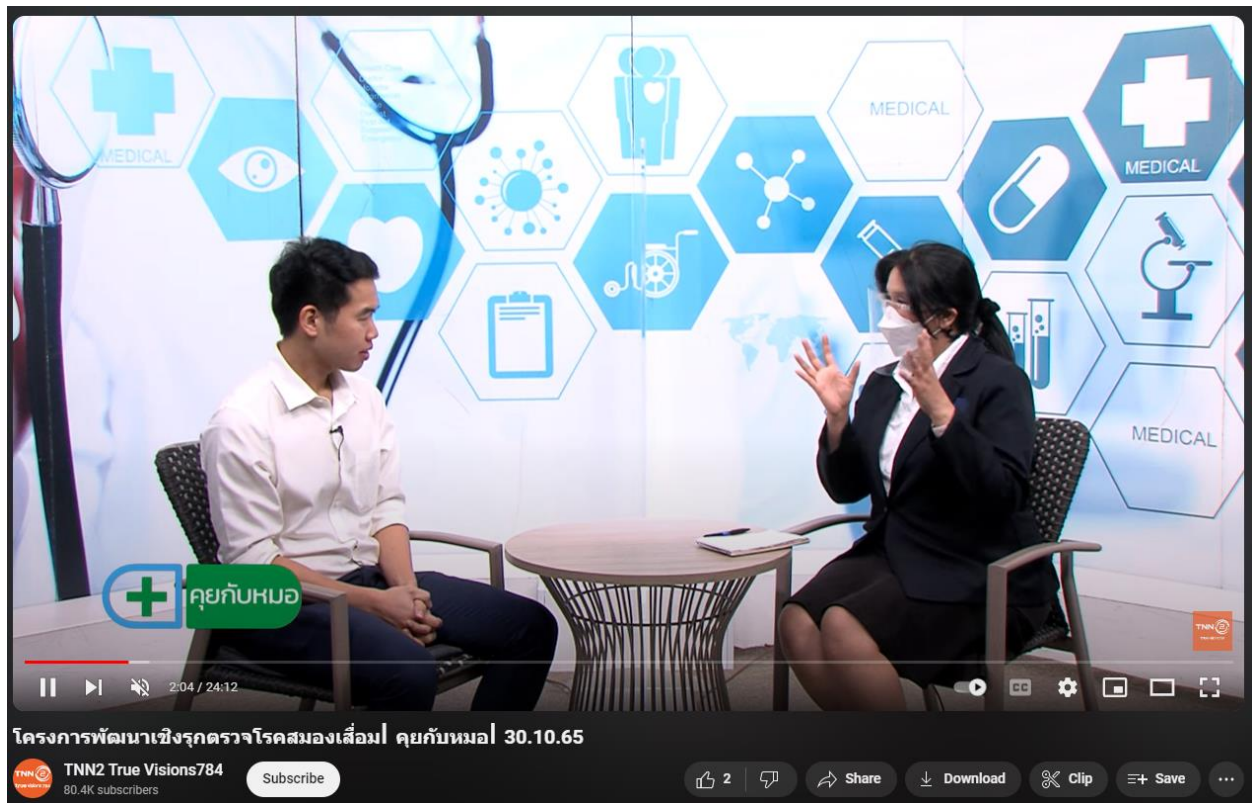 MEDICAL
MEDICAL
MEDICAL
MEDICAL
คุยกับหมอ
TNN2
2:04 / 24:12
CC
โครงการพัฒนาเชิงรุกตรวจโรคสมองเสื่อม| คุยกับหมอ| 30.10.65
TNN2 True Visions784
Subscribe
2
Share
Download
Clip
Save
80.4K subscribers